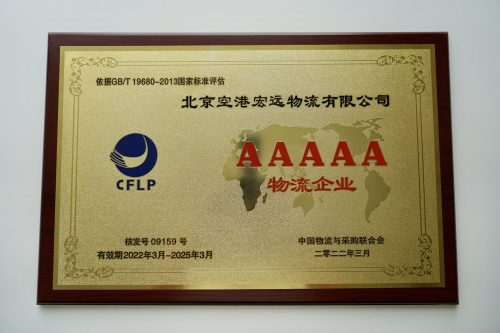 依据GB/T 19680-2013国家标准评估
北京空港宏远物流有限公司
AAAAA
物流企业
CFLP
核发号 09159 号
有效期2022年3月-2025年3月
中国物流与采购联合会
二零二二年三月